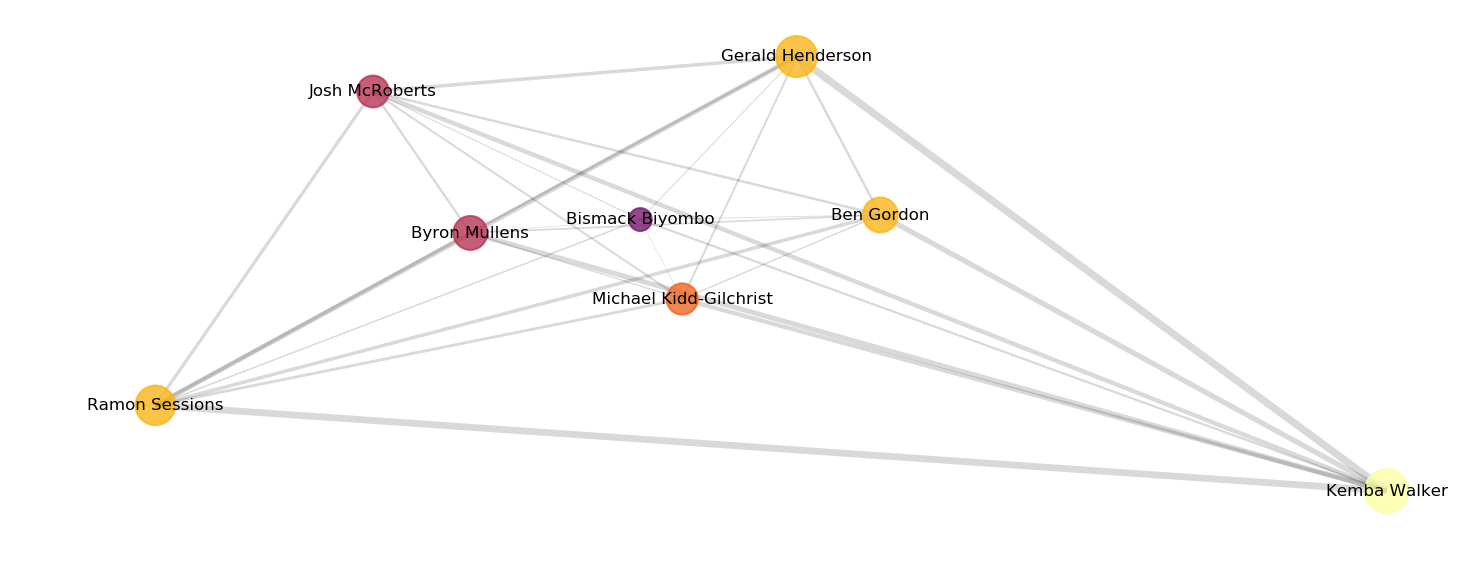 Gerald Henderson
Josh McRoberts
Ben Gordon
Bismack Biyombo
Byron Mullens
Michael Kidd-Gilchrist
Ramon Sessions
Kemba Walker